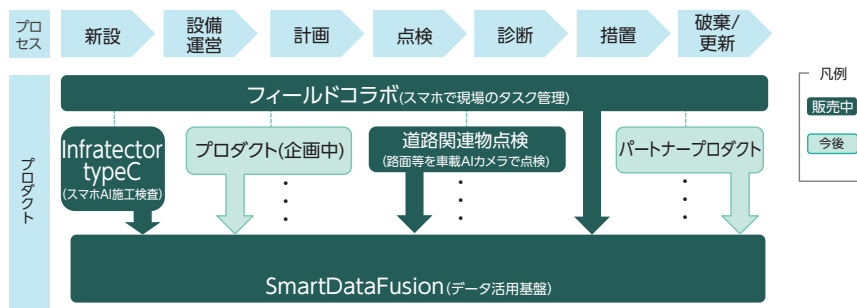 プロ
セス
新設
設備
運営
計画
点検
診断
措置
破棄/
更新
凡例
販売中
今後
プロダクト
フィールドコラボ(スマホで現場のタスク管理)
Infratector
typeC
(スマホAI施工検査)
プロダクト(企画中)
道路関連物点検
(路面等を車載AIカメラで点検)
パートナープロダクト
SmartDataFusion(データ活用基盤)